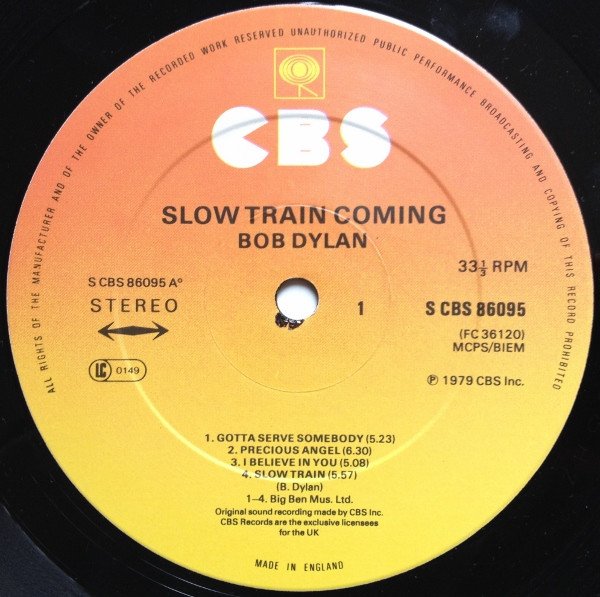 ALL RIGHTS OF THE MANUFACTURER AND OF THE OWNER OF THE RECORDED WORK RESERVED UNAUTHORIZED PUBLIC PERFORMANCE BROADCASTING AND COPYING OF THIS RECORD PROHIBITED
CBS
SLOW TRAIN COMING
BOB DYLAN
33⅓ RPM
S CBS 86095 Aº
STEREO
1
S CBS 86095
(FC 36120)
MCPS/BIEM
LC 0149
℗ 1979 CBS Inc.
1. GOTTA SERVE SOMEBODY (5.23)
2. PRECIOUS ANGEL (6.30)
3. I BELIEVE IN YOU (5.08)
4. SLOW TRAIN (5.57)
(B. Dylan)
1–4. Big Ben Mus. Ltd.
Original sound recording made by CBS Inc.
CBS Records are the exclusive licensees
for the UK
MADE IN ENGLAND